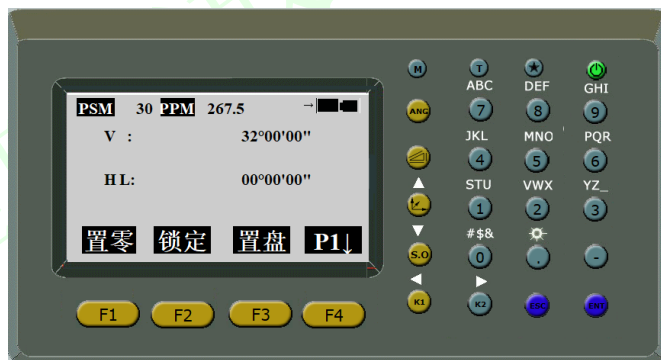 M T ★
ABC DEF GHI
PSM 30 PPM 267.5
ANG 7 8 9
V : 32°00'00"
JKL MNO PQR
4 5 6
HL: 00°00'00"
STU VWX YZ_
1 2 3
#$&
置零 锁定 置盘 P1↓
S.O 0 . -
F1 F2 F3 F4
K1 K2 ESC ENT